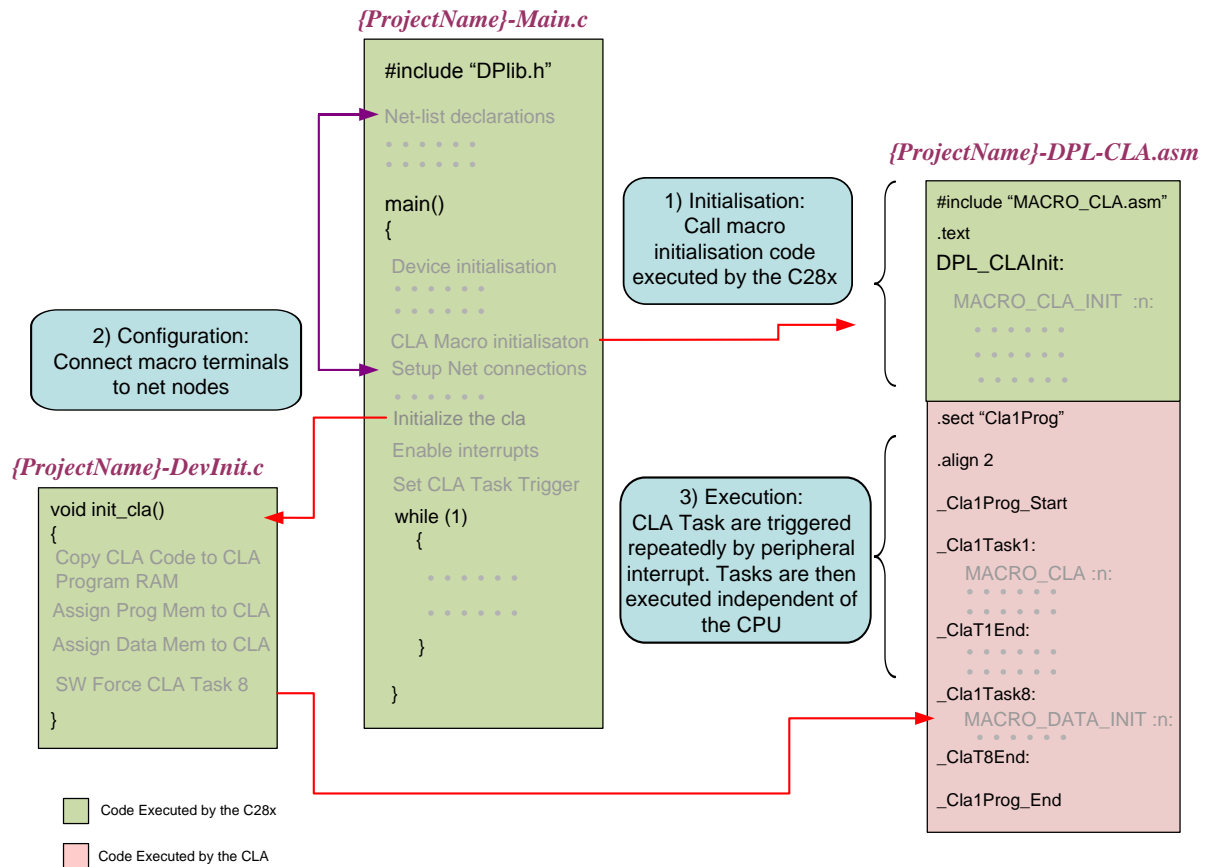 {ProjectName}-Main.c
#include “DPlib.h”
Net-list declarations
main()
{
Device initialisation
CLA Macro initialisaton
Setup Net connections
Initialize the cla
Enable interrupts
Set CLA Task Trigger
while (1)
{
}
}
2) Configuration:
Connect macro terminals
to net nodes
{ProjectName}-DevInit.c
void init_cla()
{
Copy CLA Code to CLA
Program RAM
Assign Prog Mem to CLA
Assign Data Mem to CLA
SW Force CLA Task 8
}
1) Initialisation:
Call macro
initialisation code
executed by the C28x
3) Execution:
CLA Task are triggered
repeatedly by peripheral
interrupt. Tasks are then
executed independent of
the CPU
{ProjectName}-DPL-CLA.asm
#include “MACRO_CLA.asm”
.text
DPL_CLAInit:
MACRO_CLA_INIT :n:
.sect “Cla1Prog”
.align 2
_Cla1Prog_Start
_Cla1Task1:
MACRO_CLA :n:
_ClaT1End:
_Cla1Task8:
MACRO_DATA_INIT :n:
_ClaT8End:
_Cla1Prog_End
Code Executed by the C28x
Code Executed by the CLA